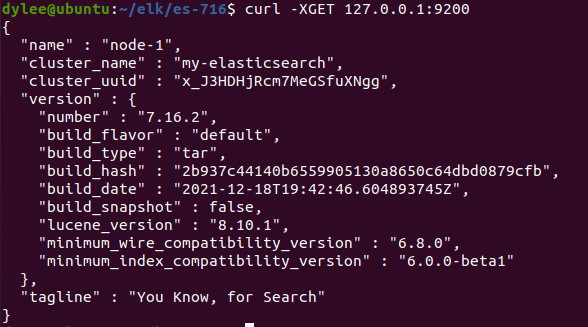 dylee@ubuntu:~/elk/es-716$ curl -XGET 127.0.0.1:9200
{
  "name" : "node-1",
  "cluster_name" : "my-elasticsearch",
  "cluster_uuid" : "x_J3HDHjRcm7MeGSfuXNgg",
  "version" : {
    "number" : "7.16.2",
    "build_flavor" : "default",
    "build_type" : "tar",
    "build_hash" : "2b937c44140b6559905130a8650c64dbd0879cfb",
    "build_date" : "2021-12-18T19:42:46.604893745Z",
    "build_snapshot" : false,
    "lucene_version" : "8.10.1",
    "minimum_wire_compatibility_version" : "6.8.0",
    "minimum_index_compatibility_version" : "6.0.0-beta1"
  },
  "tagline" : "You Know, for Search"
}